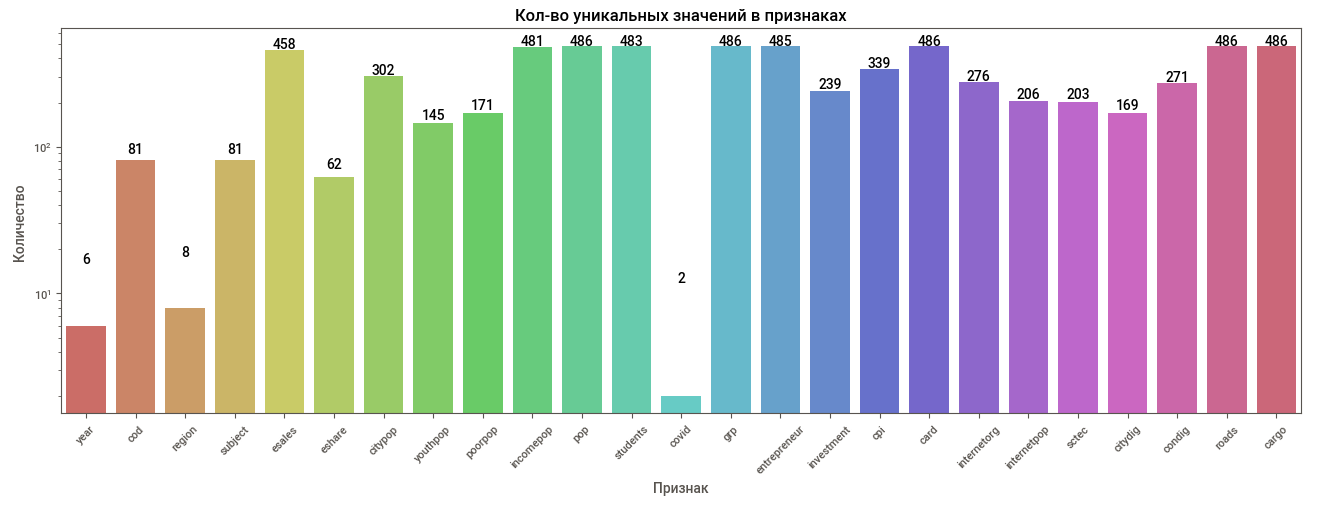 Кол-во уникальных значений в признаках
Количество
10²
10¹
6
81
8
81
458
62
302
145
171
481
486
483
2
486
485
239
339
486
276
206
203
169
271
486
486
year
cod
region
subject
esales
eshare
citypop
youthpop
poorpop
incomepop
pop
students
covid
grp
entrepreneur
investment
cpi
card
internetorg
internetpop
sctec
citydig
condig
roads
cargo
Признак